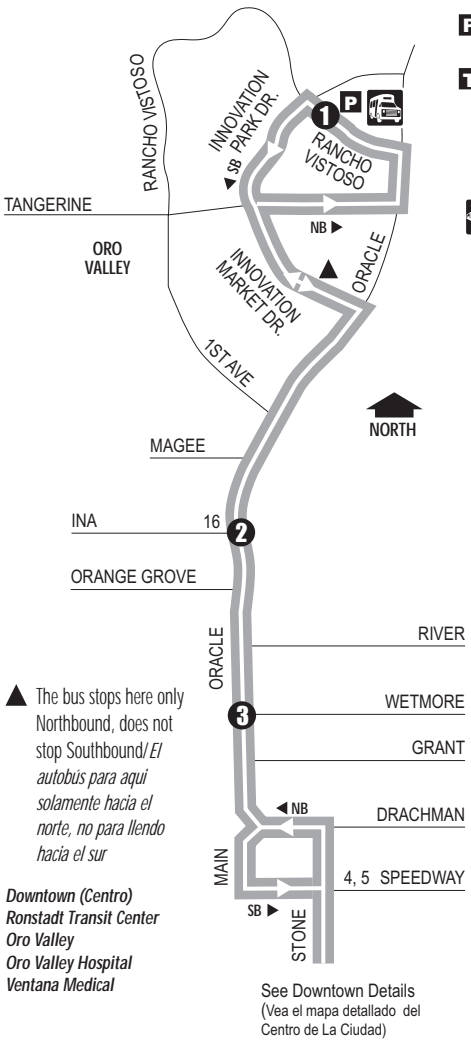 P
RANCHO VISTOSO
INNOVATION
PARK DR.
◄ SB
1
P
RANCHO
VISTOSO
TANGERINE
NB ►
ORO
VALLEY
▲
ORACLE
INNOVATION
MARKET DR.
1ST AVE
NORTH
MAGEE
INA
16
2
ORANGE GROVE
ORACLE
RIVER
3
WETMORE
GRANT
▲ The bus stops here only
Northbound, does not
stop Southbound/El
autobús para aqui
solamente hacia el
norte, no para llendo
hacia el sur
◄ NB
DRACHMAN
MAIN
4, 5 SPEEDWAY
SB ►
STONE
Downtown (Centro)
Ronstadt Transit Center
Oro Valley
Oro Valley Hospital
Ventana Medical
See Downtown Details
(Vea el mapa detallado del
Centro de La Ciudad)